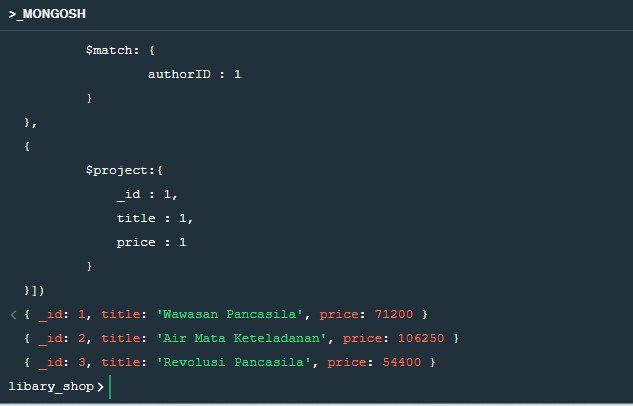 >_MONGOSH
$match: {
authorID : 1
}
},
{
$project:{
_id : 1,
title : 1,
price : 1
}
}])
< { _id: 1, title: 'Wawasan Pancasila', price: 71200 }
{ _id: 2, title: 'Air Mata Keteladanan', price: 106250 }
{ _id: 3, title: 'Revolusi Pancasila', price: 54400 }
libary_shop>